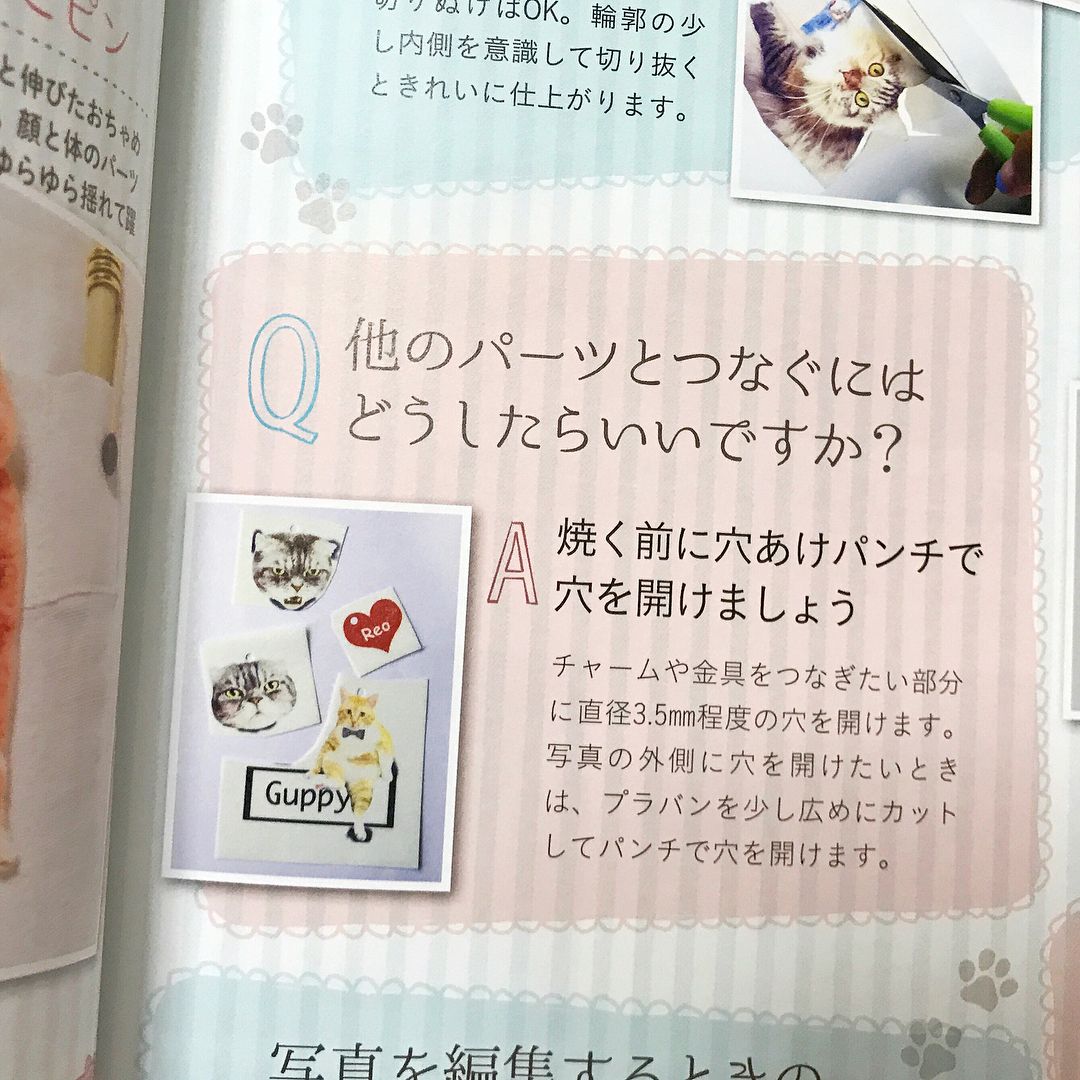 ピン
と伸びたおちゃめ
顔と体のパーツ
ゆらゆら揺れて躍
切りぬけばOK。輪郭の少
し内側を意識して切り抜く
ときれいに仕上がります。
Q 他のパーツとつなぐには
どうしたらいいですか？
A 焼く前に穴あけパンチで
穴を開けましょう
チャームや金具をつなぎたい部分
に直径3.5mm程度の穴を開けます。
写真の外側に穴を開けたいとき
は、プラバンを少し広めにカット
してパンチで穴を開けます。
Reo
Guppy
写真を編集するときの